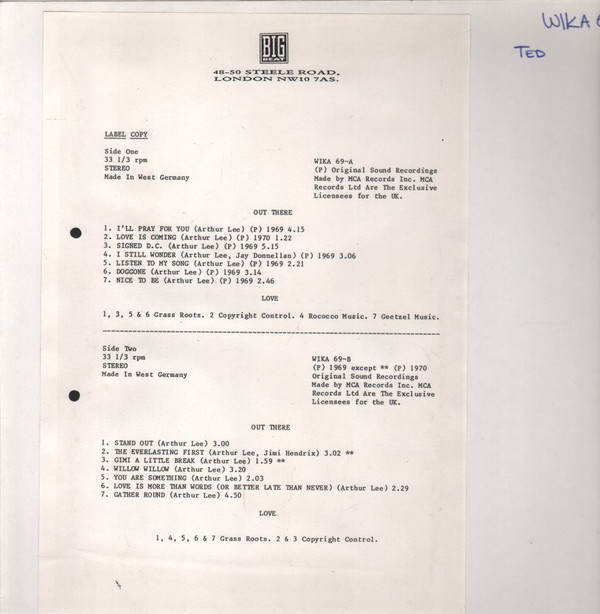 WIKA 6
TED
BIG
BEAT
48-50 STEELE ROAD,
LONDON NW10 7AS.
LABEL COPY
Side One
33 1/3 rpm
STEREO
Made In West Germany
WIKA 69-A
(P) Original Sound Recordings
Made by MCA Records Inc. MCA
Records Ltd Are The Exclusive
Licensees for the UK.
OUT THERE
1. I'LL PRAY FOR YOU (Arthur Lee) (P) 1969 4.15
2. LOVE IS COMING (Arthur Lee) (P) 1970 1.22
3. SIGNED D.C. (Arthur Lee) (P) 1969 5.15
4. I STILL WONDER (Arthur Lee, Jay Donnellan) (P) 1969 3.06
5. LISTEN TO MY SONG (Arthur Lee) (P) 1969 2.21
6. DOGGONE (Arthur Lee) (P) 1969 3.14
7. NICE TO BE (Arthur Lee) (P) 1969 2.46
LOVE
1, 3, 5 & 6 Grass Roots. 2 Copyright Control. 4 Rococco Music. 7 Geetzel Music.
Side Two
33 1/3 rpm
STEREO
Made In West Germany
WIKA 69-B
(P) 1969 except ** (P) 1970
Original Sound Recordings
Made by MCA Records Inc. MCA
Records Ltd Are The Exclusive
Licensees for the UK.
OUT THERE
1. STAND OUT (Arthur Lee) 3.00
2. THE EVERLASTING FIRST (Arthur Lee, Jimi Hendrix) 3.02 **
3. GIMI A LITTLE BREAK (Arthur Lee) 1.59 **
4. WILLOW WILLOW (Arthur Lee) 3.20
5. YOU ARE SOMETHING (Arthur Lee) 2.03
6. LOVE IS MORE THAN WORDS (OR BETTER LATE THAN NEVER) (Arthur Lee) 2.29
7. GATHER ROUND (Arthur Lee) 4.50
LOVE
1, 4, 5, 6 & 7 Grass Roots. 2 & 3 Copyright Control.